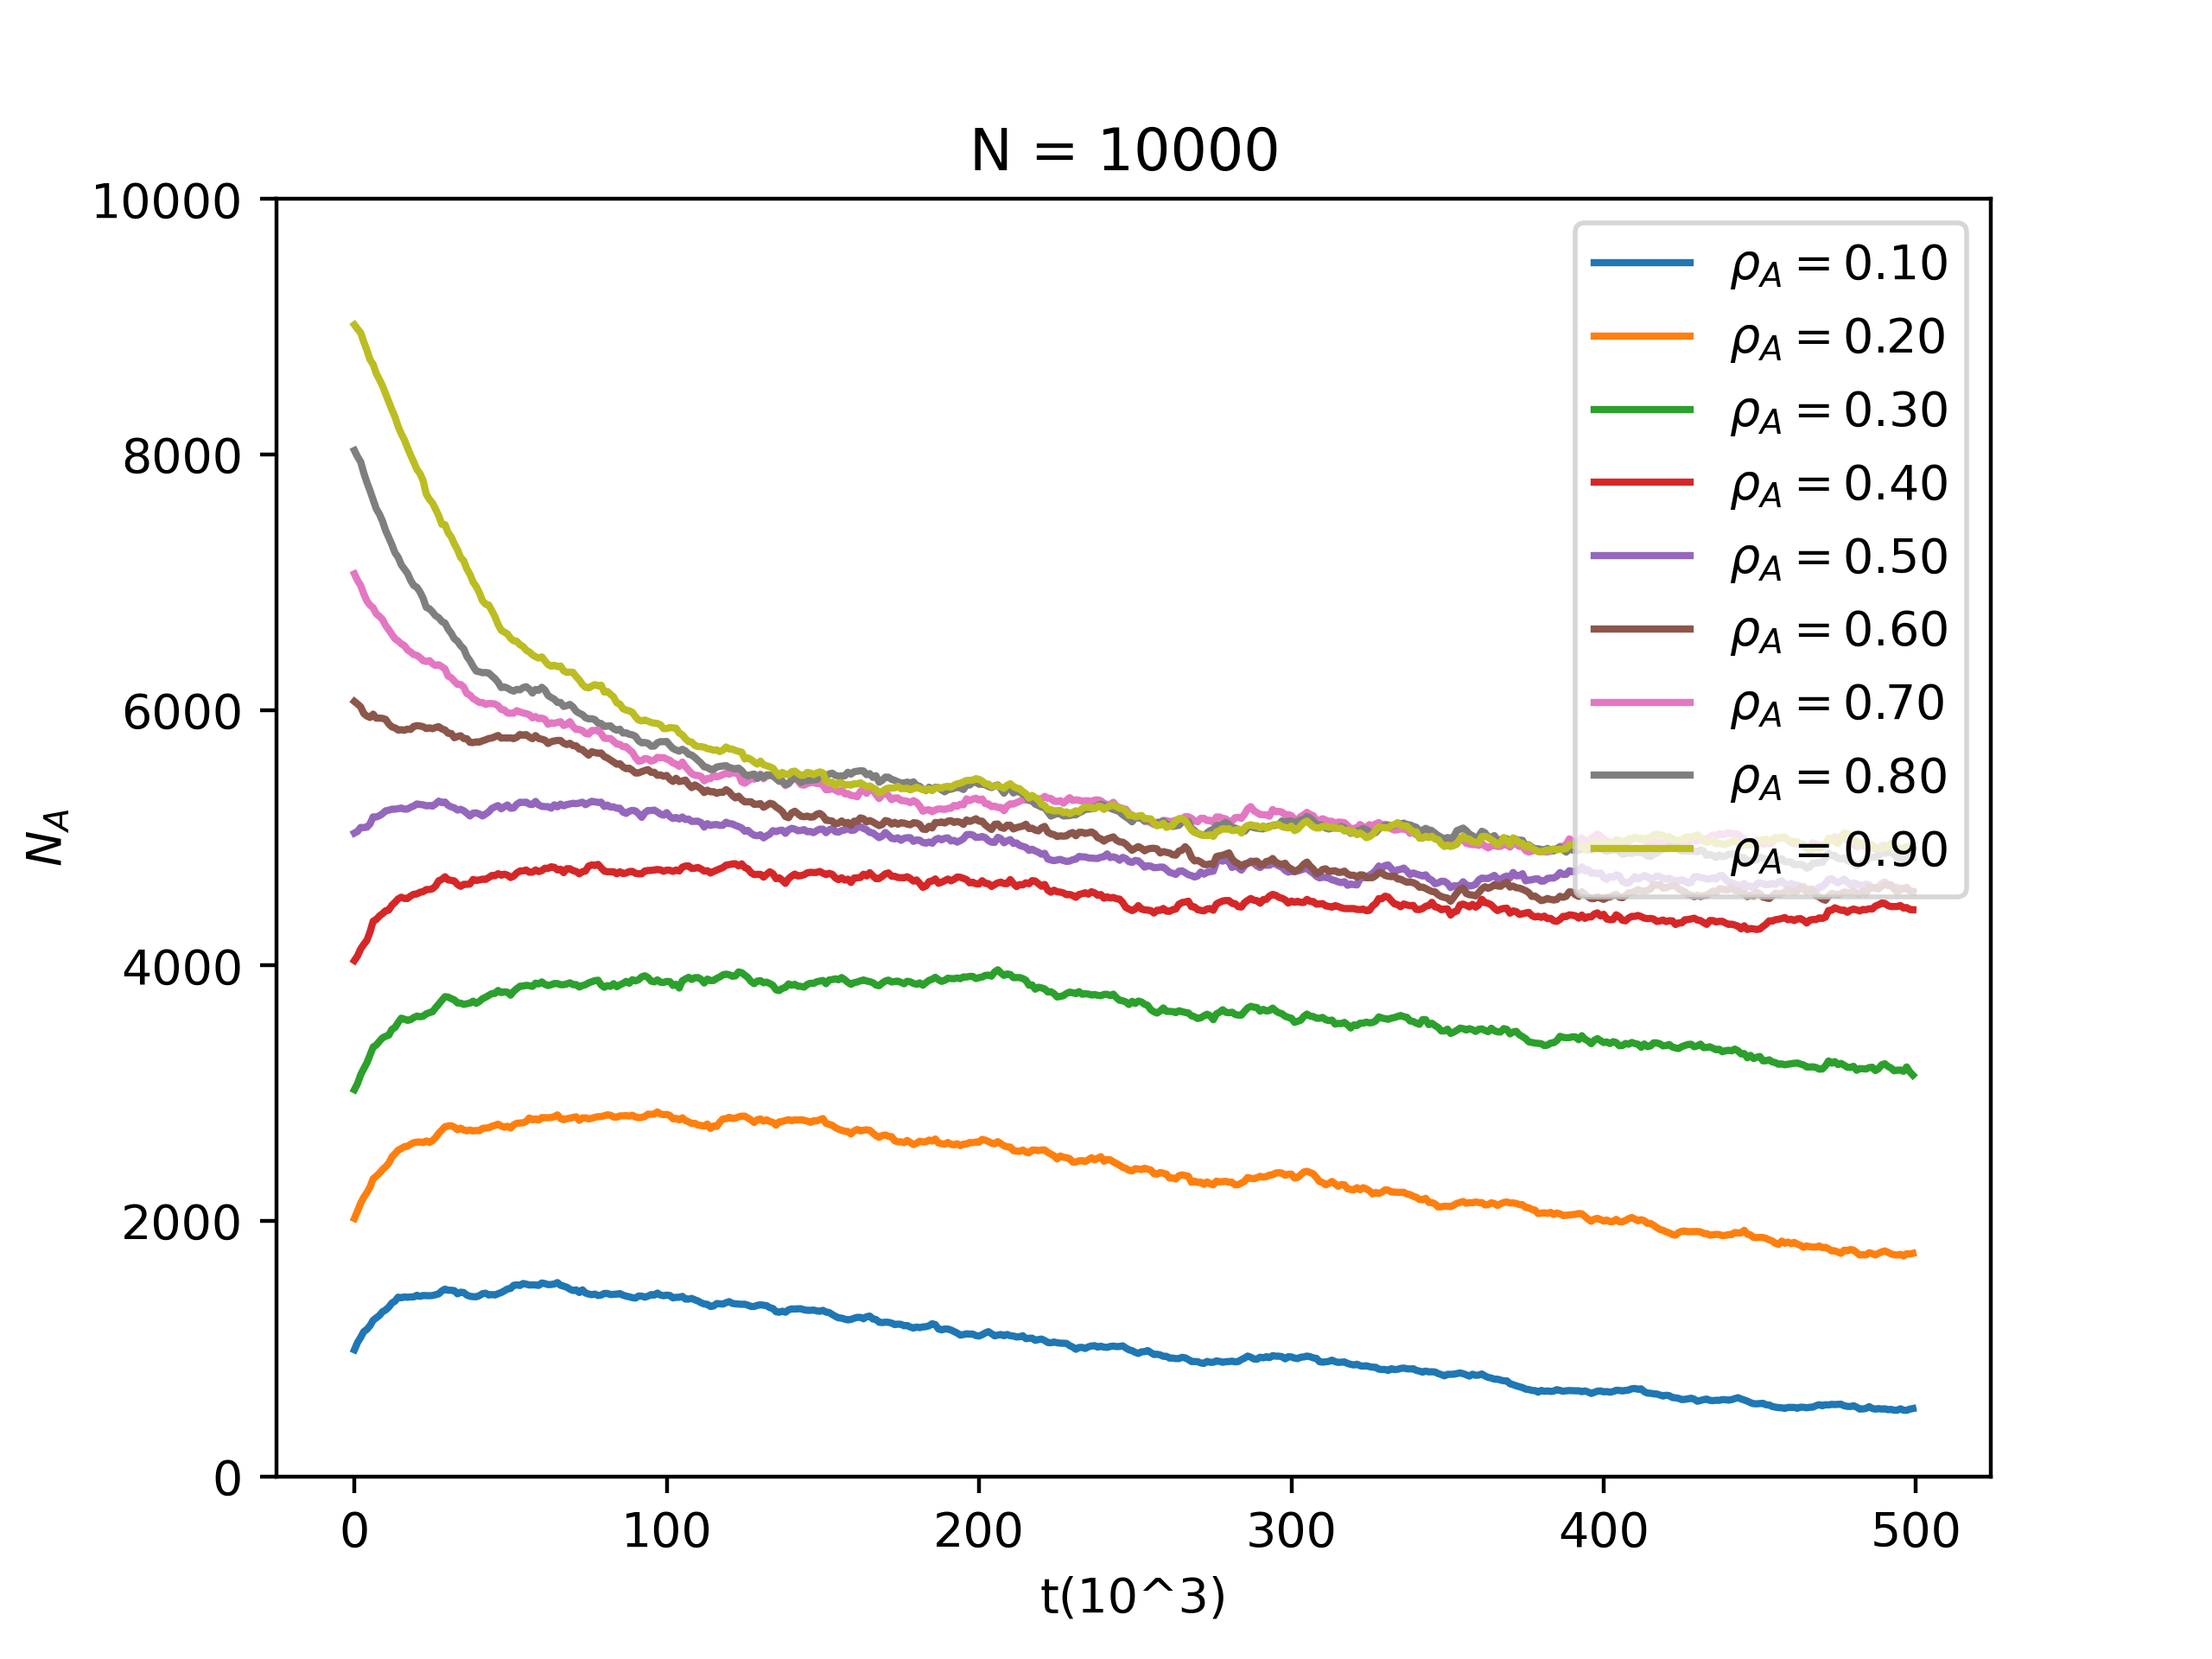 N = 10000
10000
8000
6000
4000
2000
0
N_A
0 100 200 300 400 500
t(10^3)
ρ_A = 0.10
ρ_A = 0.20
ρ_A = 0.30
ρ_A = 0.40
ρ_A = 0.50
ρ_A = 0.60
ρ_A = 0.70
ρ_A = 0.80
ρ_A = 0.90